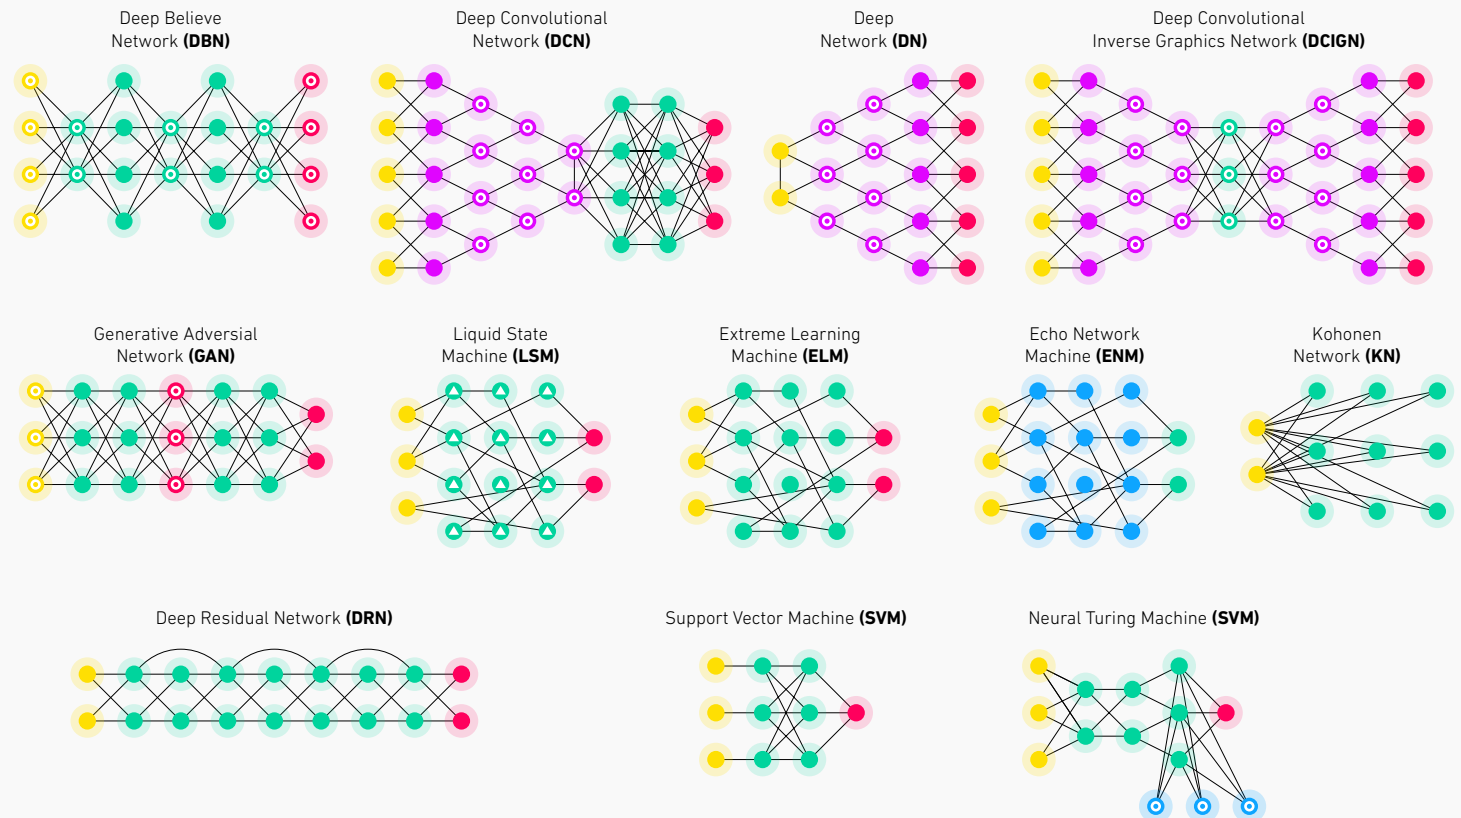 Deep Believe
Network (DBN)
Deep Convolutional
Network (DCN)
Deep
Network (DN)
Deep Convolutional
Inverse Graphics Network (DCIGN)
Generative Adversial
Network (GAN)
Liquid State
Machine (LSM)
Extreme Learning
Machine (ELM)
Echo Network
Machine (ENM)
Kohonen
Network (KN)
Deep Residual Network (DRN)
Support Vector Machine (SVM)
Neural Turing Machine (SVM)